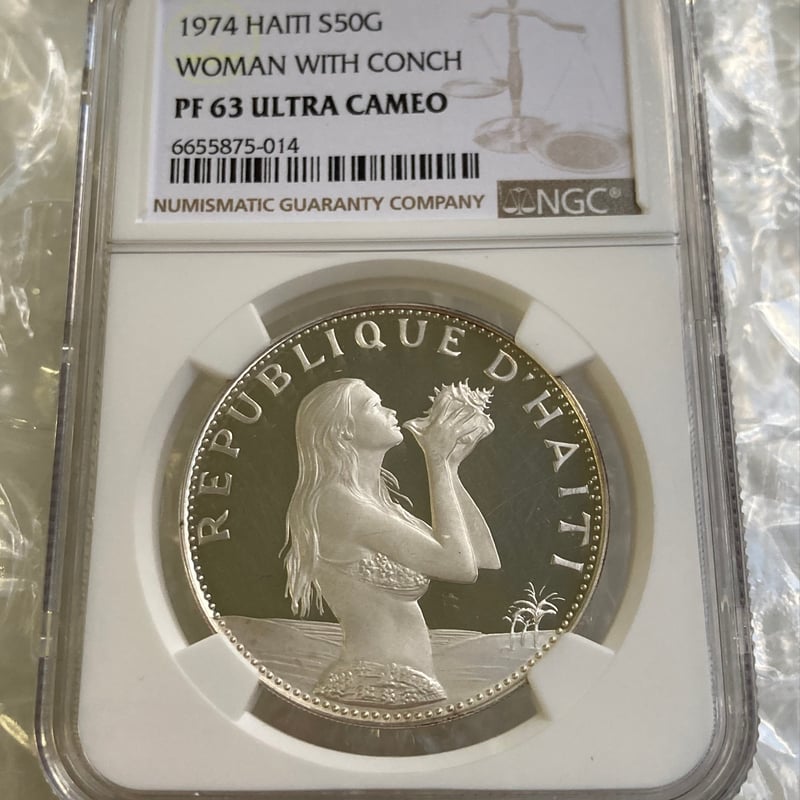 1974 HAITI S50G
WOMAN WITH CONCH
PF 63 ULTRA CAMEO
6655875-014
NUMISMATIC GUARANTY COMPANY
NGC®
REPUBLIQUE D'HAITI